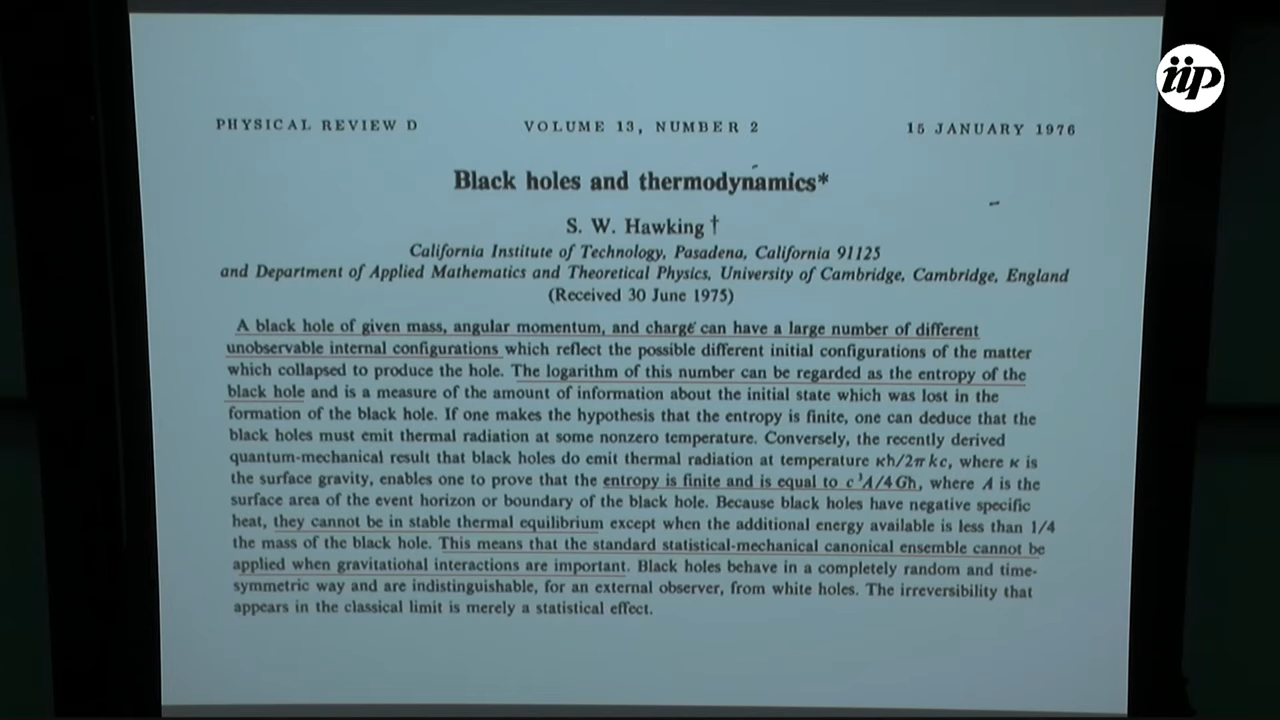 iip
PHYSICAL REVIEW D VOLUME 13, NUMBER 2 15 JANUARY 1976
Black holes and thermodynamics*
S. W. Hawking †
California Institute of Technology, Pasadena, California 91125
and Department of Applied Mathematics and Theoretical Physics, University of Cambridge, Cambridge, England
(Received 30 June 1975)
A black hole of given mass, angular momentum, and charge can have a large number of different
unobservable internal configurations which reflect the possible different initial configurations of the matter
which collapsed to produce the hole. The logarithm of this number can be regarded as the entropy of the
black hole and is a measure of the amount of information about the initial state which was lost in the
formation of the black hole. If one makes the hypothesis that the entropy is finite, one can deduce that the
black holes must emit thermal radiation at some nonzero temperature. Conversely, the recently derived
quantum-mechanical result that black holes do emit thermal radiation at temperature κħ/2π kc, where κ is
the surface gravity, enables one to prove that the entropy is finite and is equal to c³A/4Għ, where A is the
surface area of the event horizon or boundary of the black hole. Because black holes have negative specific
heat, they cannot be in stable thermal equilibrium except when the additional energy available is less than 1/4
the mass of the black hole. This means that the standard statistical-mechanical canonical ensemble cannot be
applied when gravitational interactions are important. Black holes behave in a completely random and time-
symmetric way and are indistinguishable, for an external observer, from white holes. The irreversibility that
appears in the classical limit is merely a statistical effect.